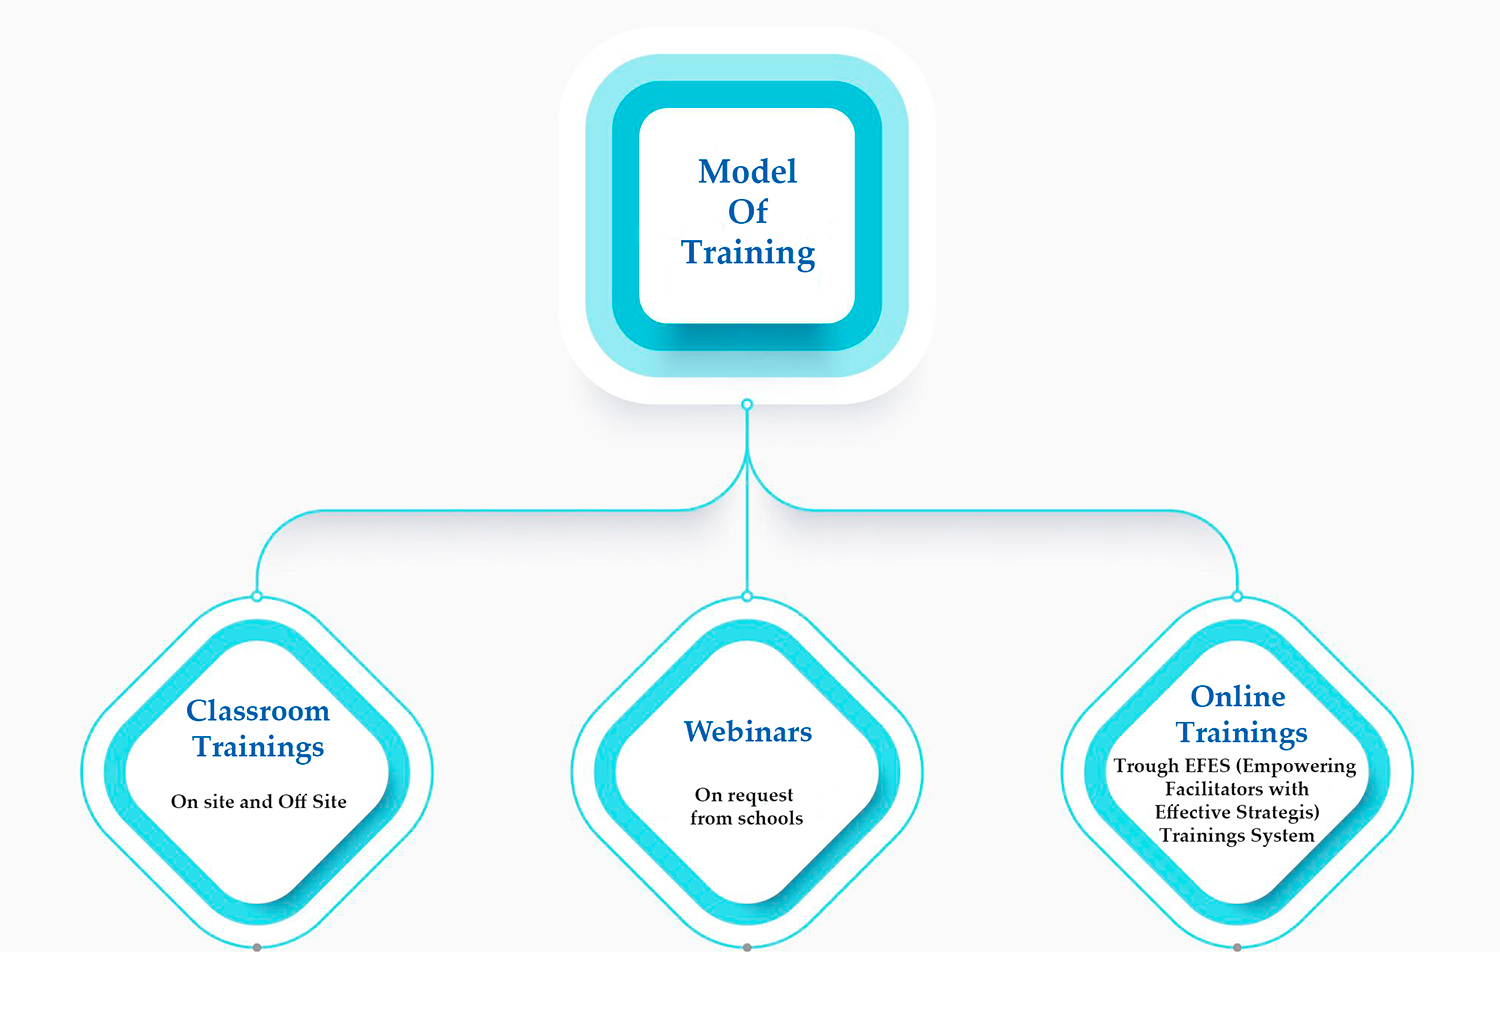 Model
Of
Training
Classroom
Trainings
On site and Off Site
Webinars
On request
from schools
Online
Trainings
Trough EFES (Empowering
Facilitators with
Effective Strategis)
Trainings System